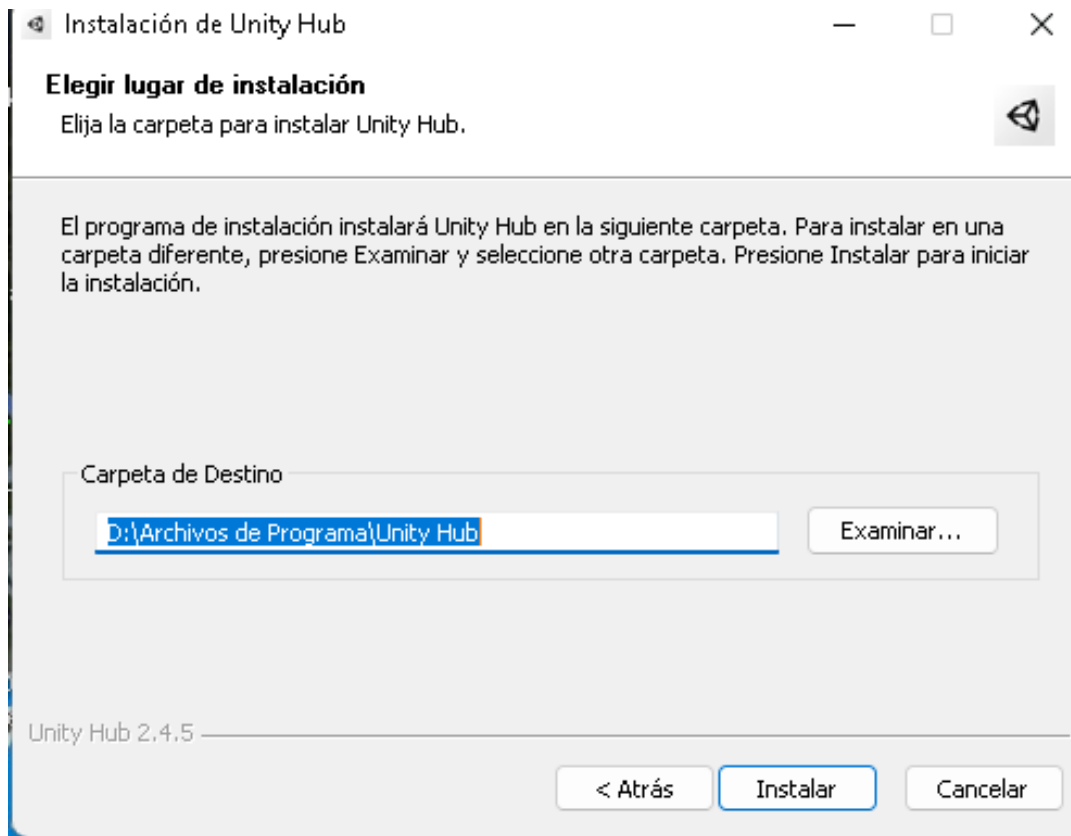 Instalación de Unity Hub
Elegir lugar de instalación
Elija la carpeta para instalar Unity Hub.
El programa de instalación instalará Unity Hub en la siguiente carpeta. Para instalar en una
carpeta diferente, presione Examinar y seleccione otra carpeta. Presione Instalar para iniciar
la instalación.
Carpeta de Destino
D:\Archivos de Programa\Unity Hub
Examinar...
Unity Hub 2.4.5
< Atrás
Instalar
Cancelar